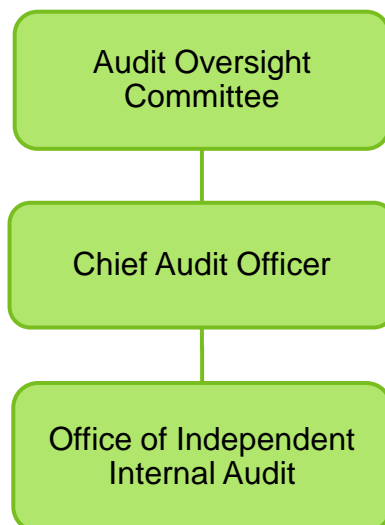 Audit Oversight
Committee
Chief Audit Officer
Office of Independent
Internal Audit